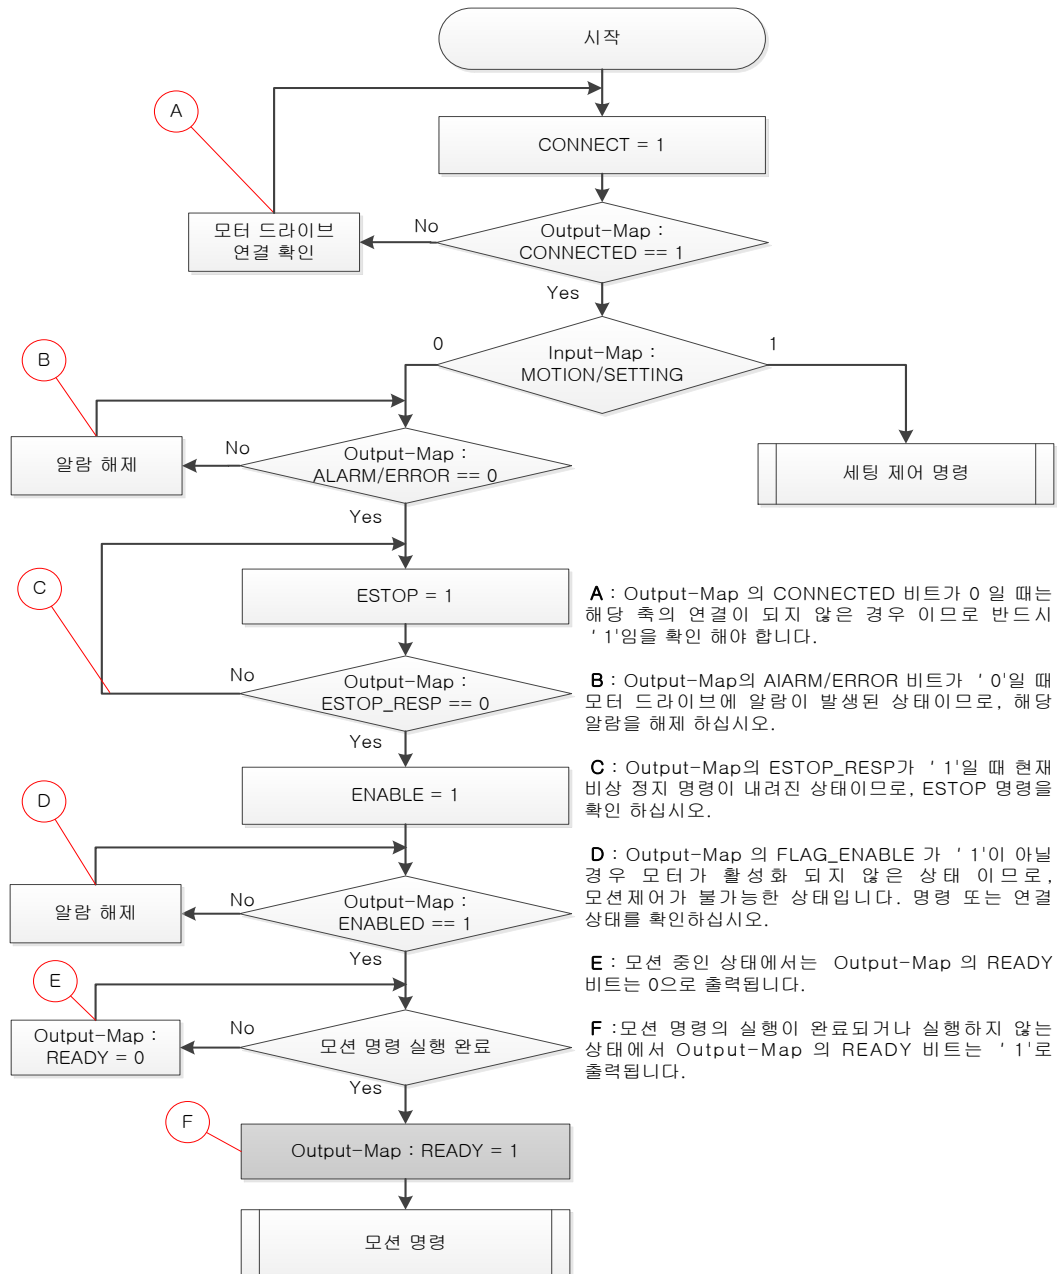 시작
A
CONNECT = 1
모터 드라이브
연결 확인
No
Output-Map :
CONNECTED == 1
Yes
B
0
Input-Map :
MOTION/SETTING
1
알람 해제
No
Output-Map :
ALARM/ERROR == 0
세팅 제어 명령
Yes
C
ESTOP = 1
No
Output-Map :
ESTOP_RESP == 0
Yes
D
ENABLE = 1
알람 해제
No
Output-Map :
ENABLED == 1
Yes
E
Output-Map :
READY = 0
No
모션 명령 실행 완료
Yes
F
Output-Map : READY = 1
모션 명령
A : Output-Map 의 CONNECTED 비트가 0 일 때는
해당 축의 연결이 되지 않은 경우 이므로 반드시
' 1'임을 확인 해야 합니다.
B : Output-Map의 AlARM/ERROR 비트가 ' 0'일 때
모터 드라이브에 알람이 발생된 상태이므로, 해당
알람을 해제 하십시오.
C : Output-Map의 ESTOP_RESP가 ' 1'일 때 현재
비상 정지 명령이 내려진 상태이므로, ESTOP 명령을
확인 하십시오.
D : Output-Map 의 FLAG_ENABLE 가 ' 1'이 아닐
경우 모터가 활성화 되지 않은 상태 이므로,
모션제어가 불가능한 상태입니다. 명령 또는 연결
상태를 확인하십시오.
E : 모션 중인 상태에서는 Output-Map 의 READY
비트는 0으로 출력됩니다.
F :모션 명령의 실행이 완료되거나 실행하지 않는
상태에서 Output-Map 의 READY 비트는 ' 1'로
출력됩니다.